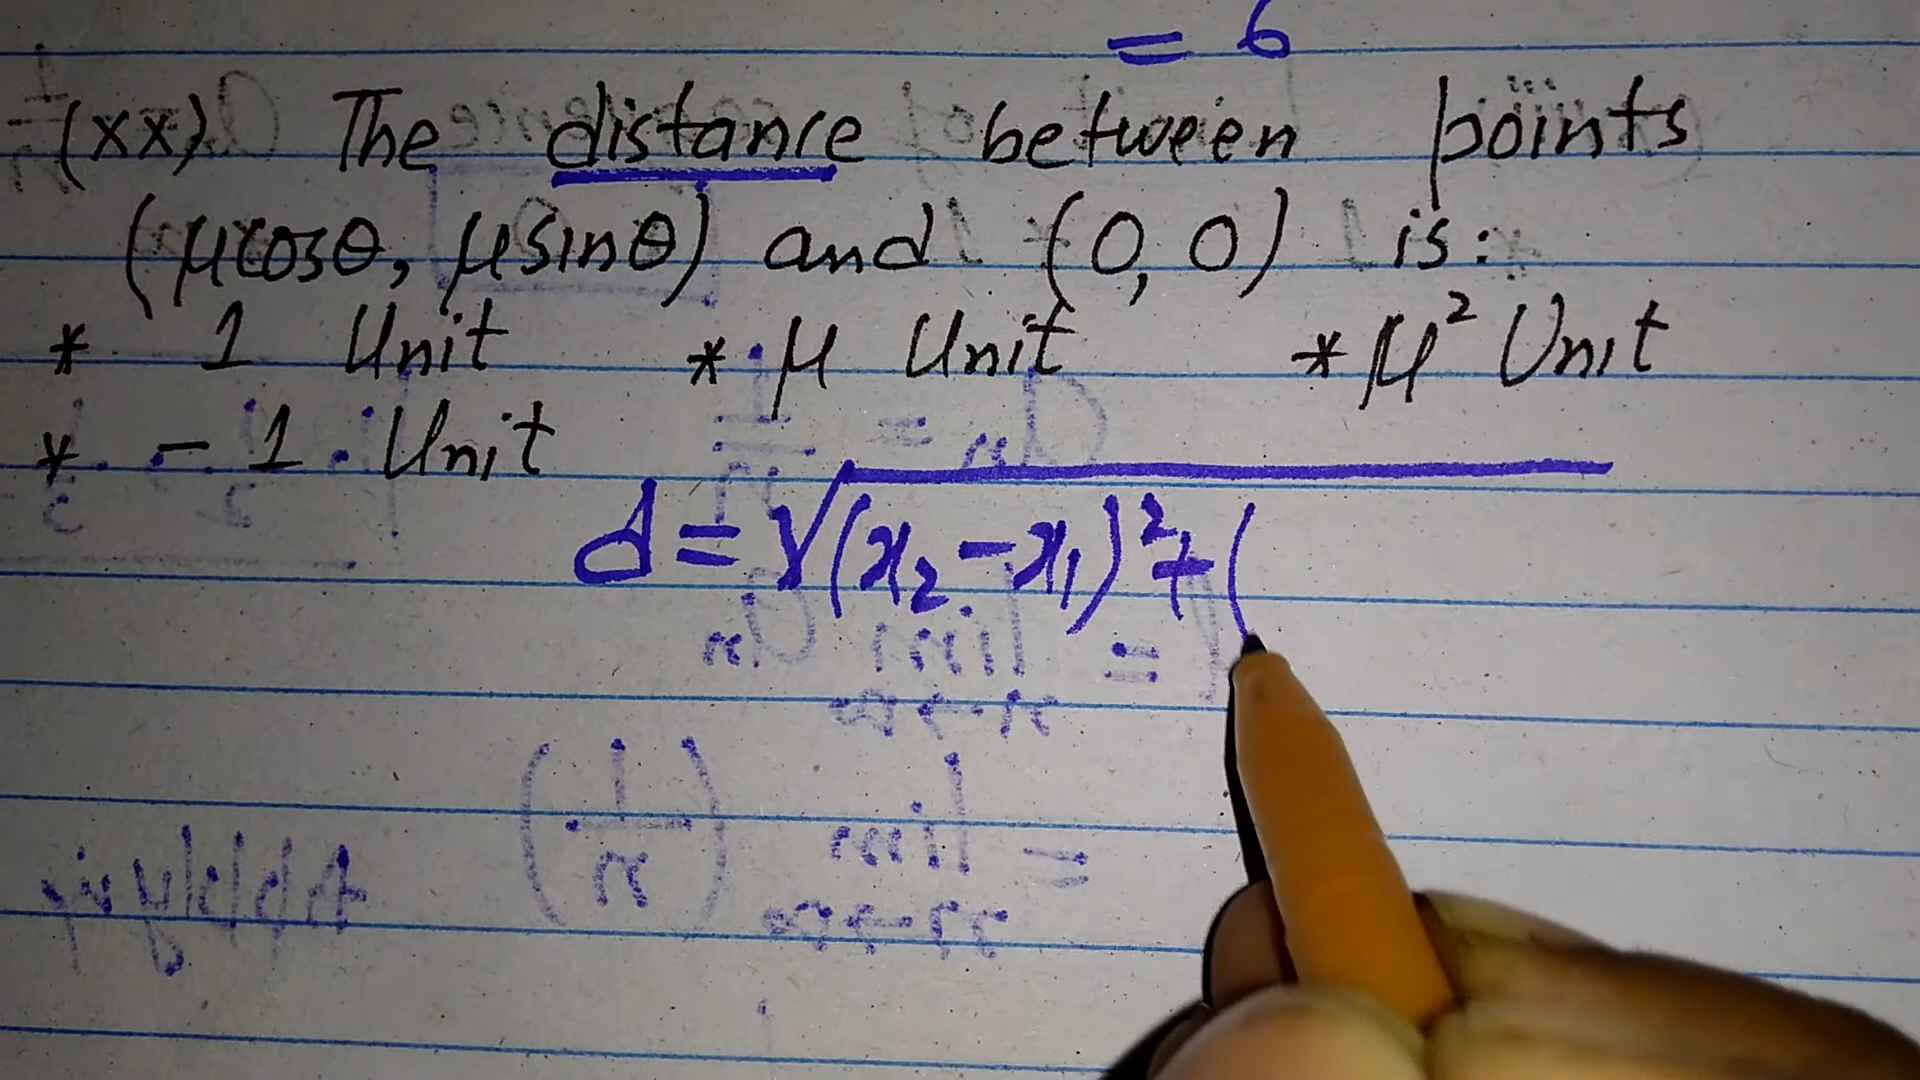 = 6
(xx) The distance between points
(μcosθ, μsinθ) and (0, 0) is:
* 1 Unit * μ Unit * μ² Unit
* - 1 Unit
d = √(x₂ - x₁)² + (